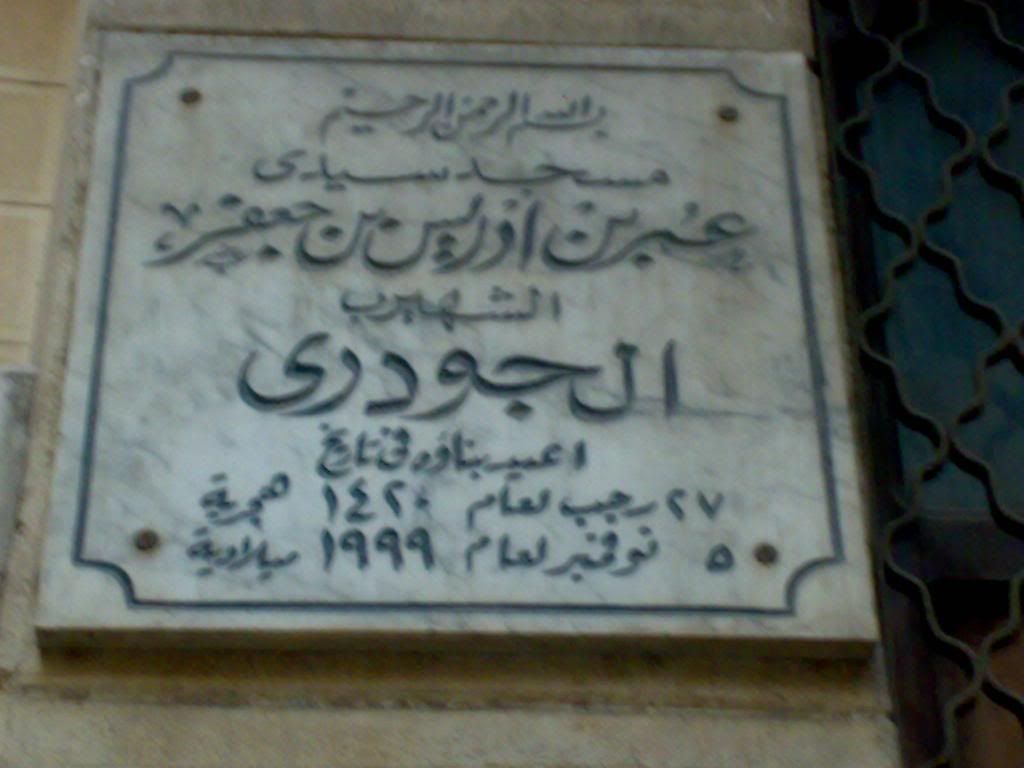 بسم الله الرحمن الرحيم
مسجد سيدى
عمر بن ادريس بن جعفر
الشهير ب
الجودرى
اعيد بناؤه فى تاريخ
٢٧ رجب لعام ١٤٢٠ هجرية
٥ نوفمبر لعام ١٩٩٩ ميلادية